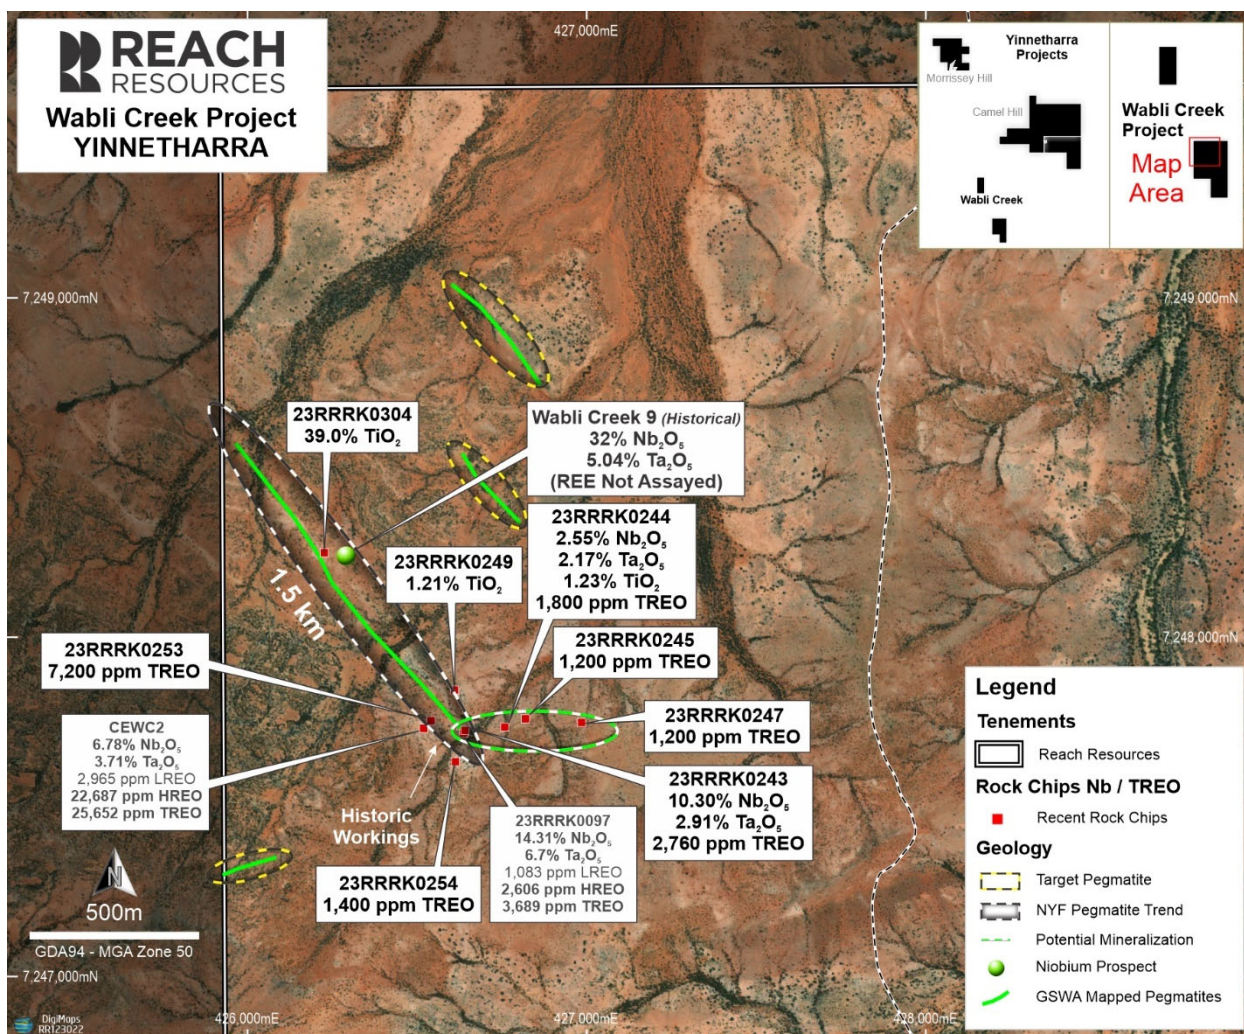 REACH
RESOURCES
Wabli Creek Project
YINNETHARRA
427,000mE
Yinnetharra
Projects
Morrissey Hill
Camel Hill
Wabli Creek
Wabli Creek
Project
Map
Area
7,249,000mN
7,249,000mN
23RRRK0304
39.0% TiO₂
Wabli Creek 9 (Historical)
32% Nb₂O₅
5.04% Ta₂O₅
(REE Not Assayed)
23RRRK0249
1.21% TiO₂
23RRRK0244
2.55% Nb₂O₅
2.17% Ta₂O₅
1.23% TiO₂
1,800 ppm TREO
1.5 km
23RRRK0245
1,200 ppm TREO
7,248,000mN
23RRRK0253
7,200 ppm TREO
23RRRK0247
1,200 ppm TREO
CEWC2
6.78% Nb₂O₅
3.71% Ta₂O₅
2,965 ppm LREO
22,687 ppm HREO
25,652 ppm TREO
Historic
Workings
23RRRK0243
10.30% Nb₂O₅
2.91% Ta₂O₅
2,760 ppm TREO
23RRRK0097
14.31% Nb₂O₅
6.7% Ta₂O₅
1,083 ppm LREO
2,606 ppm HREO
3,689 ppm TREO
23RRRK0254
1,400 ppm TREO
N
500m
GDA94 - MGA Zone 50
7,247,000mN
DigiMaps
RR123022
426,000mE
427,000mE
428,000mE
Legend
Tenements
Reach Resources
Rock Chips Nb / TREO
Recent Rock Chips
Geology
Target Pegmatite
NYF Pegmatite Trend
Potential Mineralization
Niobium Prospect
GSWA Mapped Pegmatites